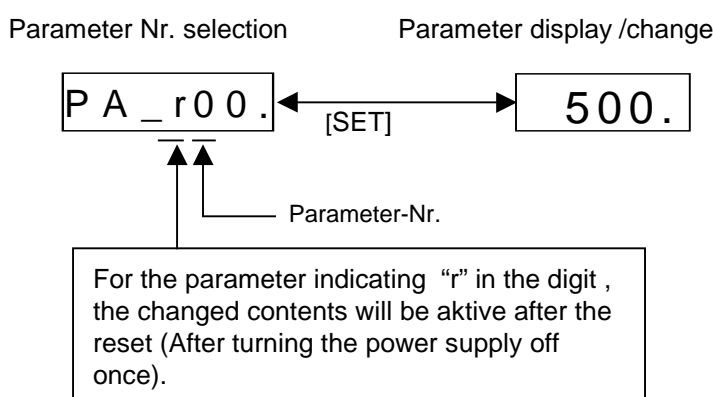 Parameter Nr. selection
Parameter display /change
PA_r00.
[SET]
500.
Parameter-Nr.
For the parameter indicating “r” in the digit ,
the changed contents will be aktive after the
reset (After turning the power supply off
once).